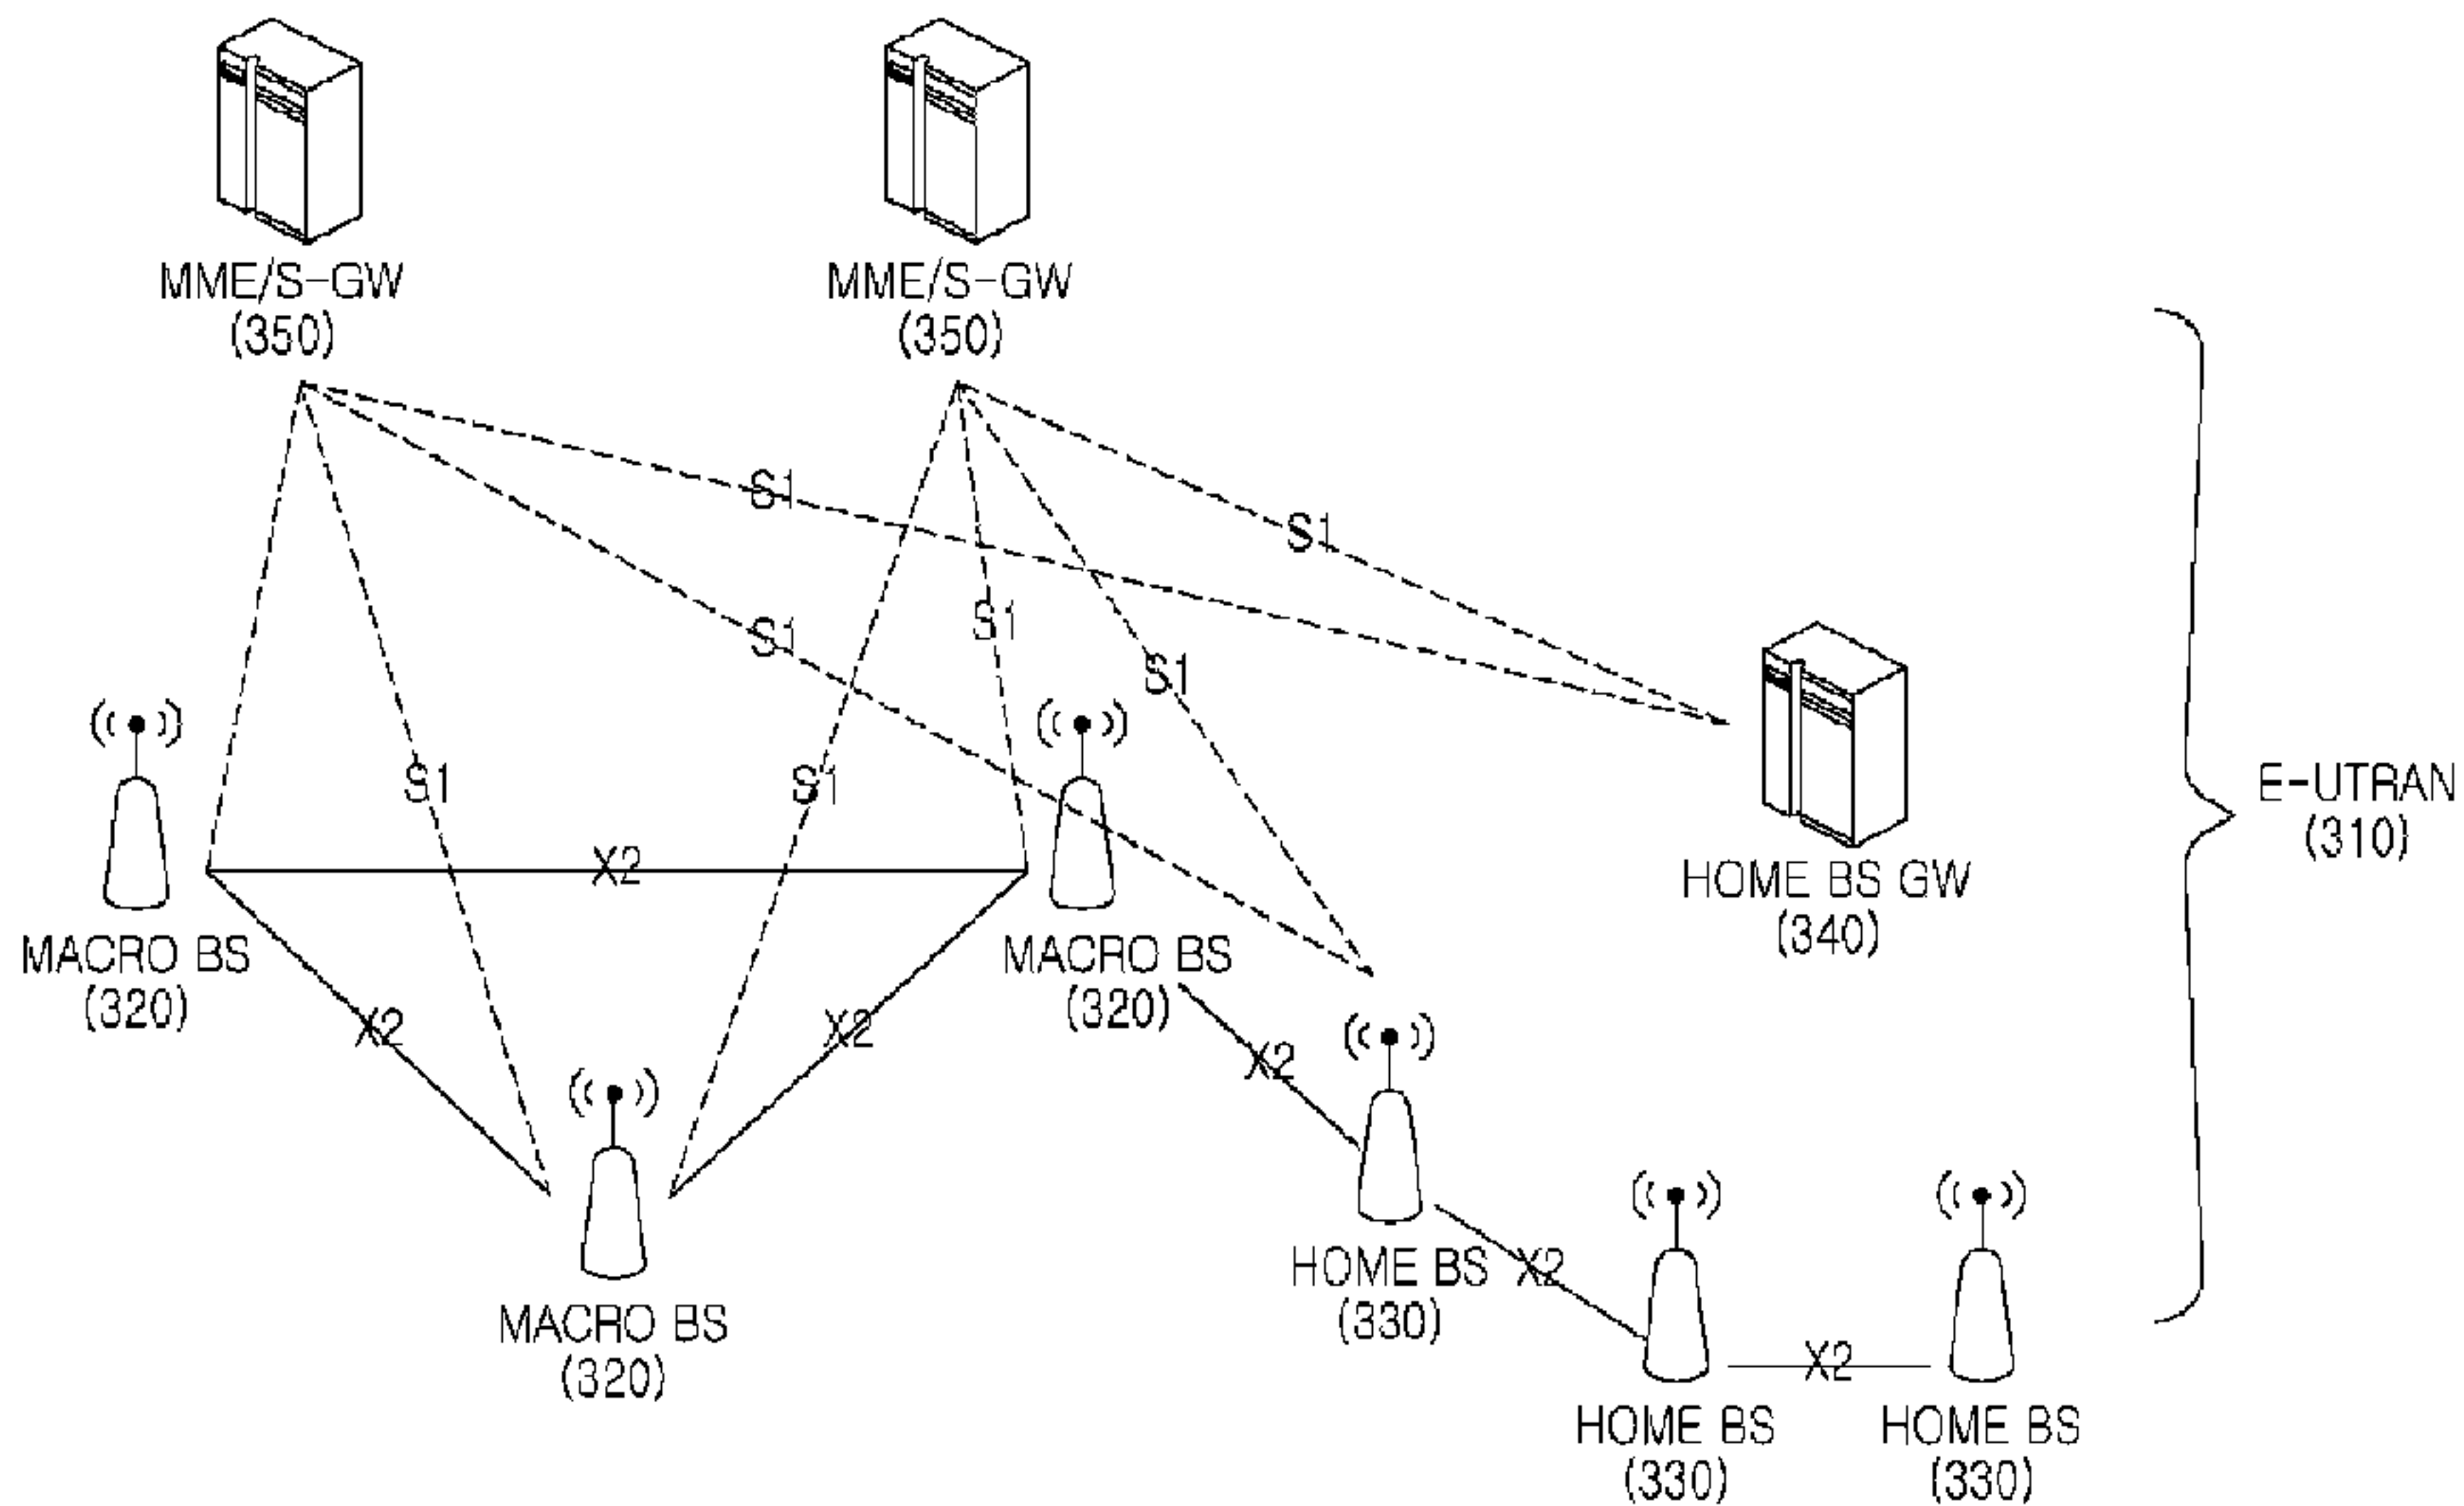 MME/S-GW
(350)
MME/S-GW
(350)
S1
S1
S1
S1
S1
S1
S1
X2
MACRO BS
(320)
MACRO BS
(320)
HOME BS GW
(340)
E-UTRAN
(310)
X2
X2
X2
MACRO BS
(320)
HOME BS
(330)
X2
X2
HOME BS
(330)
HOME BS
(330)